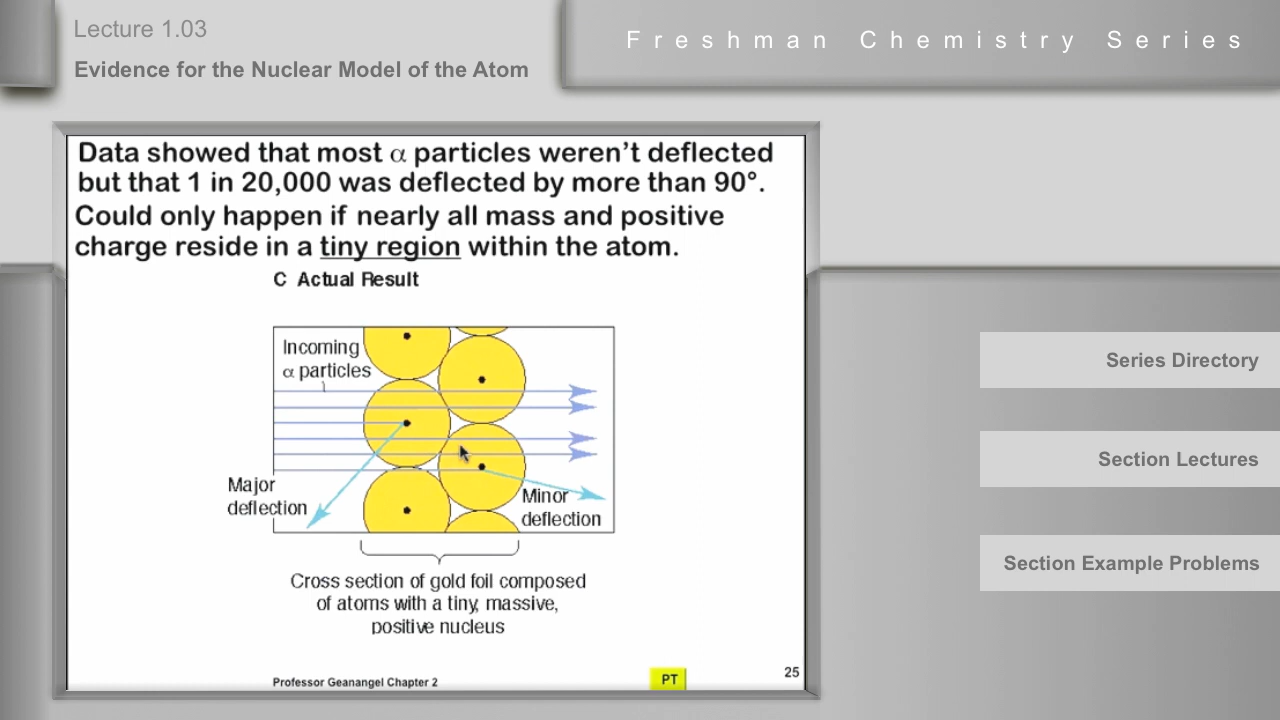 Lecture 1.03
Evidence for the Nuclear Model of the Atom
Freshman Chemistry Series
Data showed that most α particles weren't deflected
but that 1 in 20,000 was deflected by more than 90°.
Could only happen if nearly all mass and positive
charge reside in a tiny region within the atom.
C Actual Result
Incoming
α particles
Major
deflection
Minor
deflection
Cross section of gold foil composed
of atoms with a tiny, massive,
positive nucleus
Professor Geanangel Chapter 2
PT
25
Series Directory
Section Lectures
Section Example Problems